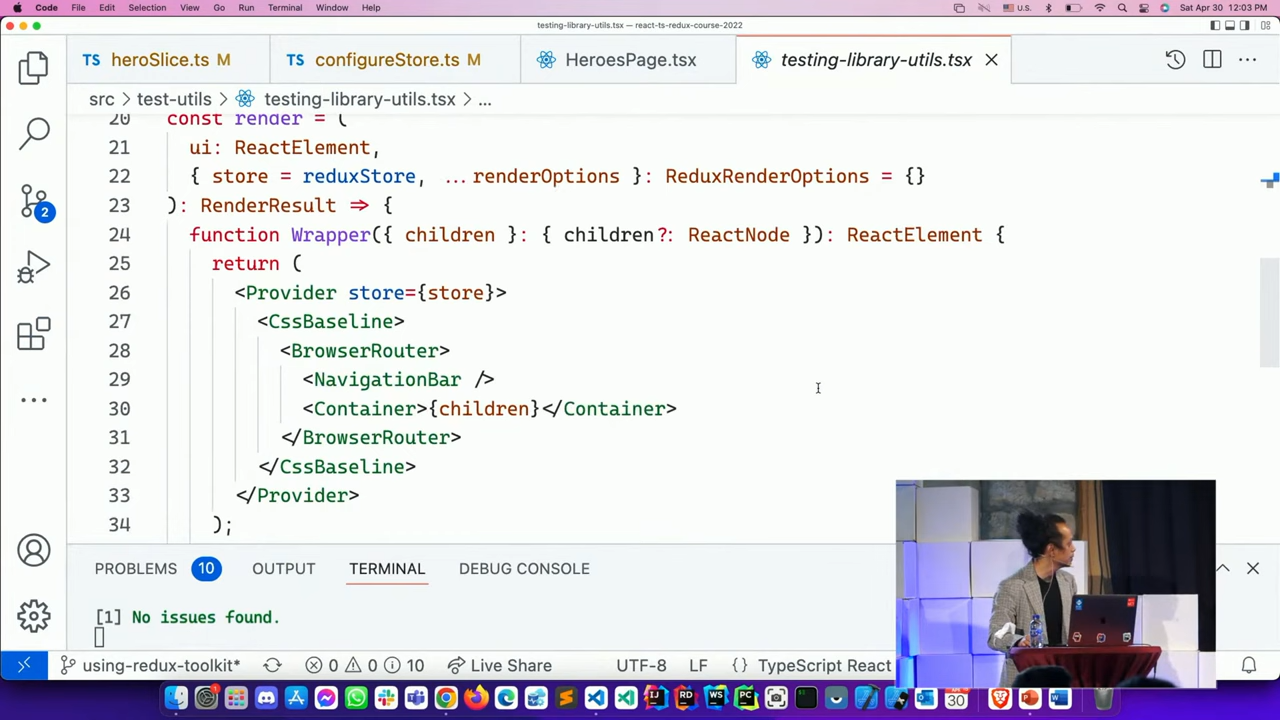 Code File Edit Selection View Go Run Terminal Window Help U.S. Sat Apr 30 12:03 PM
testing-library-utils.tsx — react-ts-redux-course-2022
TS heroSlice.ts M TS configureStore.ts M HeroesPage.tsx testing-library-utils.tsx
src > test-utils > testing-library-utils.tsx > ...
20 const render = (
21 ui: ReactElement,
22 { store = reduxStore, ...renderOptions }: ReduxRenderOptions = {}
23 ): RenderResult => {
24 function Wrapper({ children }: { children?: ReactNode }): ReactElement {
25 return (
26 <Provider store={store}>
27 <CssBaseline>
28 <BrowserRouter>
29 <NavigationBar />
30 <Container>{children}</Container>
31 </BrowserRouter>
32 </CssBaseline>
33 </Provider>
34 );
2
PROBLEMS 10 OUTPUT TERMINAL DEBUG CONSOLE
[1] No issues found.
using-redux-toolkit* 0 0 10 Live Share UTF-8 LF {} TypeScript React